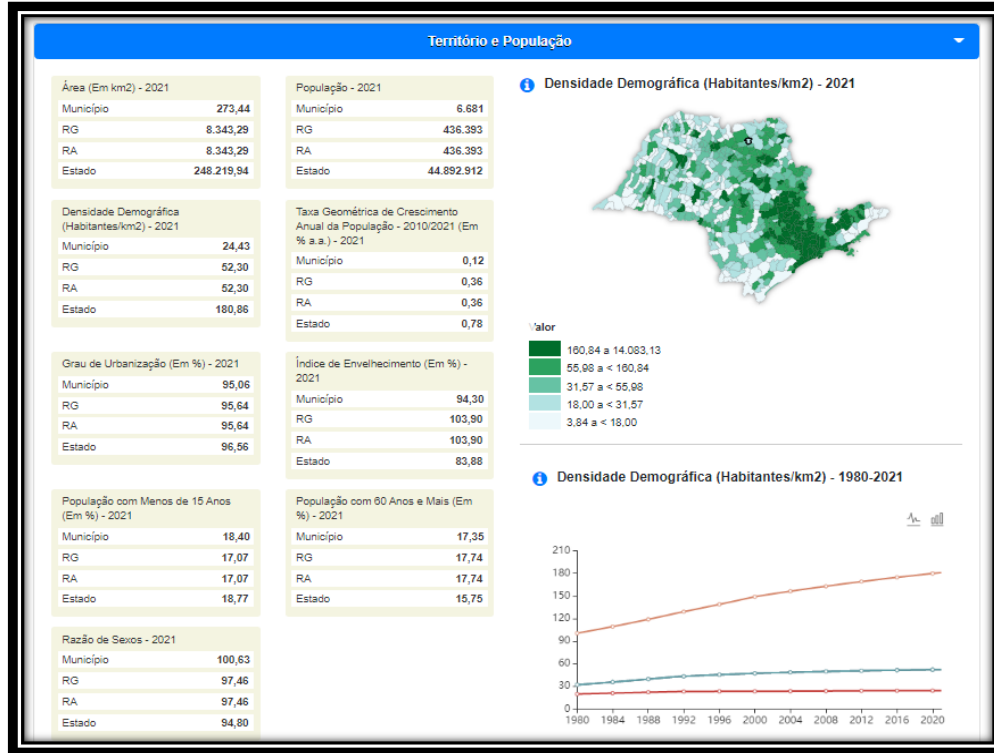 Território e População
Área (Em km2) - 2021
Município 273,44
RG 8.343,29
RA 8.343,29
Estado 248.219,94
População - 2021
Município 6.681
RG 436.393
RA 436.393
Estado 44.892.912
Densidade Demográfica
(Habitantes/km2) - 2021
Município 24,43
RG 52,30
RA 52,30
Estado 180,86
Taxa Geométrica de Crescimento
Anual da População - 2010/2021 (Em
% a.a.) - 2021
Município 0,12
RG 0,36
RA 0,36
Estado 0,78
Grau de Urbanização (Em %) - 2021
Município 95,06
RG 95,64
RA 95,64
Estado 96,56
Índice de Envelhecimento (Em %) -
2021
Município 94,30
RG 103,90
RA 103,90
Estado 83,88
População com Menos de 15 Anos
(Em %) - 2021
Município 18,40
RG 17,07
RA 17,07
Estado 18,77
População com 60 Anos e Mais (Em
%) - 2021
Município 17,35
RG 17,74
RA 17,74
Estado 15,75
Razão de Sexos - 2021
Município 100,63
RG 97,46
RA 97,46
Estado 94,80
Densidade Demográfica (Habitantes/km2) - 2021
Valor
160,84 a 14.083,13
55,98 a < 160,84
31,57 a < 55,98
18,00 a < 31,57
3,84 a < 18,00
Densidade Demográfica (Habitantes/km2) - 1980-2021
210
180
150
120
90
60
30
0
1980 1984 1988 1992 1996 2000 2004 2008 2012 2016 2020